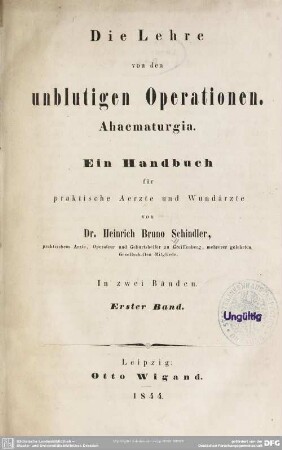 Die Lehre
von den
unblutigen Operationen.
Ahaematurgia.
Ein Handbuch
für
praktische Aerzte und Wundärzte
von
Dr. Heinrich Bruno Schindler,
praktischem Arzte, Operateur und Geburtshelfer zu Greiffenberg, mehrerer gelehrten
Gesellschaften Mitgliede.
In zwei Bänden
Erster Band.
Ungültig
Leipzig:
Otto Wigand.
1844.
DFG